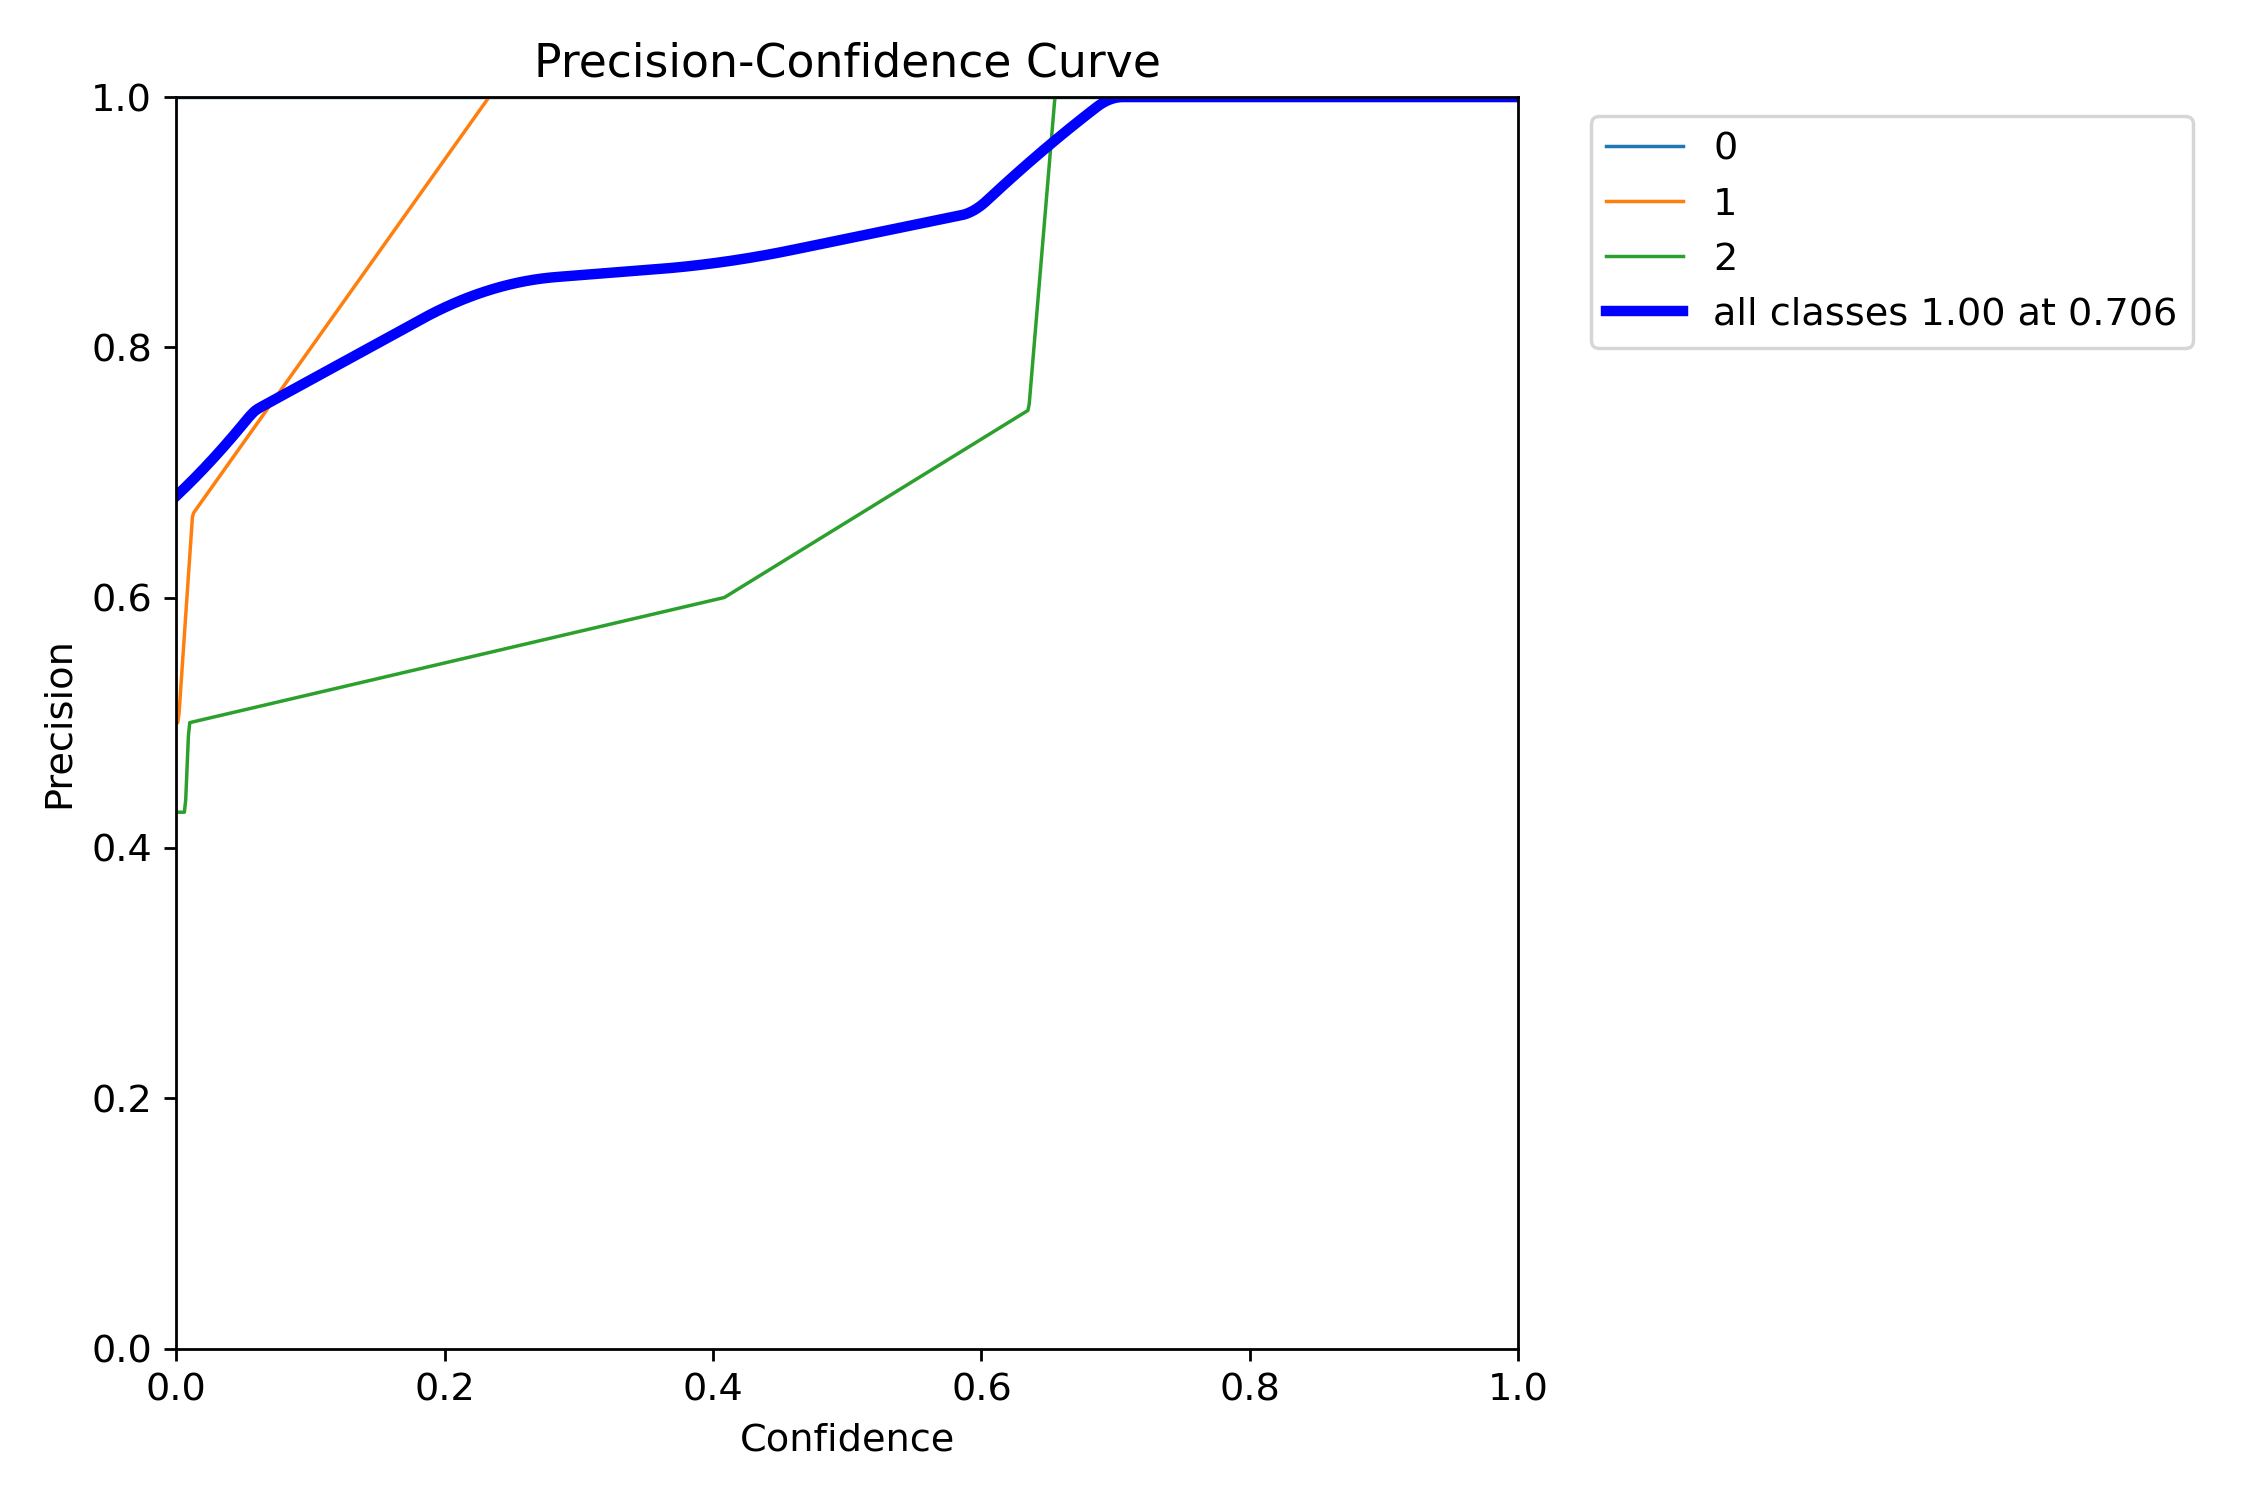 Precision-Confidence Curve
1.0
0.8
0.6
0.4
0.2
0.0
Precision
0.0 0.2 0.4 0.6 0.8 1.0
Confidence
0
1
2
all classes 1.00 at 0.706